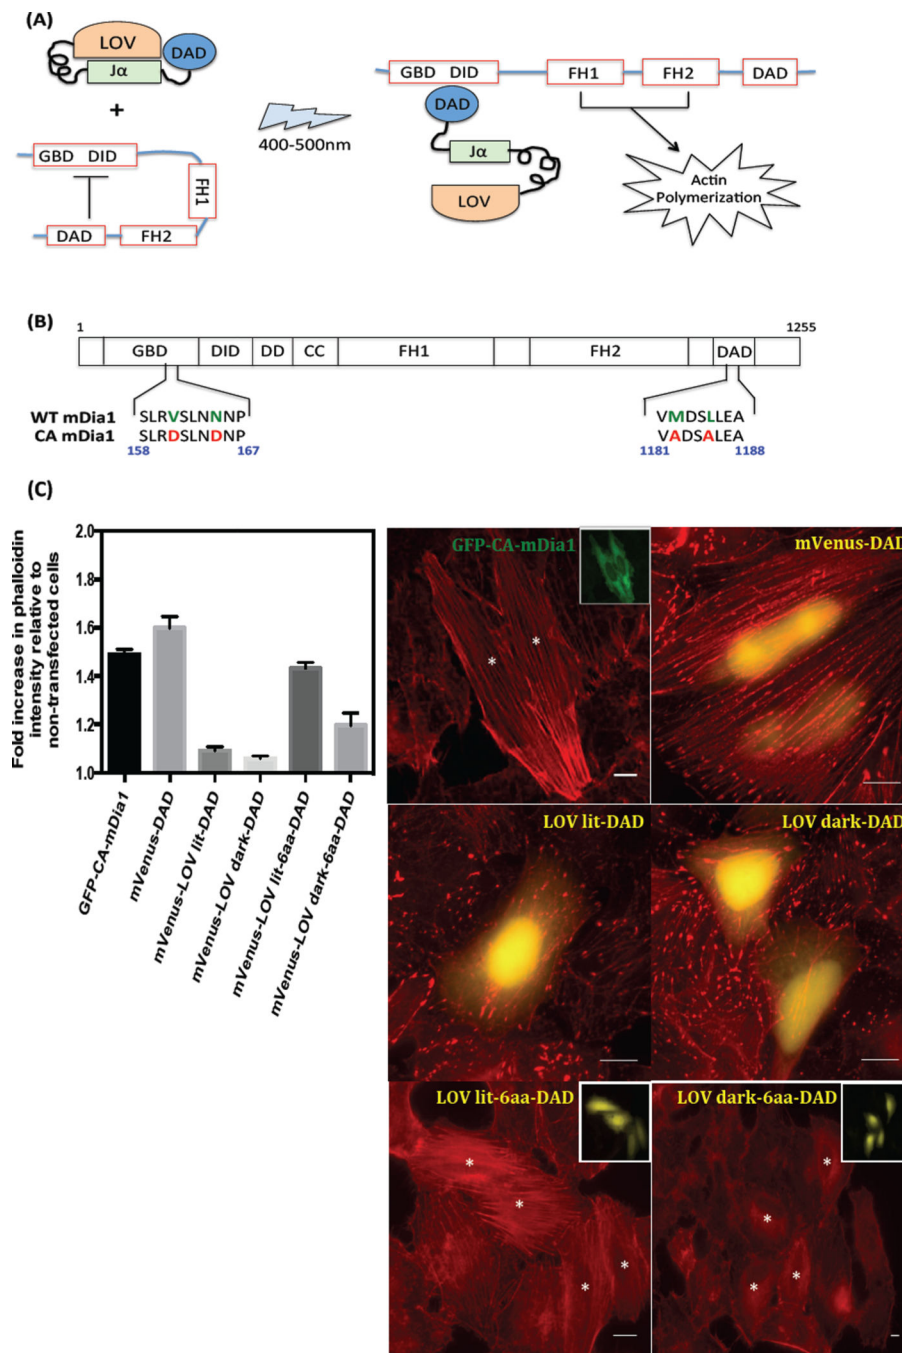 (A)
LOV
DAD
Jα
+
GBD DID
FH1
DAD
FH2
400-500nm
GBD DID
FH1
FH2
DAD
DAD
Jα
LOV
Actin
Polymerization
(B)
1
1255
GBD
DID
DD
CC
FH1
FH2
DAD
WT mDia1
SLRVSLNNNP
VMDSLLEA
CA mDia1
SLRDSLNDNP
VADSALEA
158
167
1181
1188
(C)
Fold increase in phalloidin
intensity relative to
non-transfected cells
2.0
1.8
1.6
1.4
1.2
1.0
GFP-CA-mDia1
mVenus-DAD
mVenus-LOV lit-DAD
mVenus-LOV dark-DAD
mVenus-LOV lit-6aa-DAD
mVenus-LOV dark-6aa-DAD
GFP-CA-mDia1
* *
mVenus-DAD
LOV lit-DAD
LOV dark-DAD
LOV lit-6aa-DAD
* * * *
LOV dark-6aa-DAD
* * * *